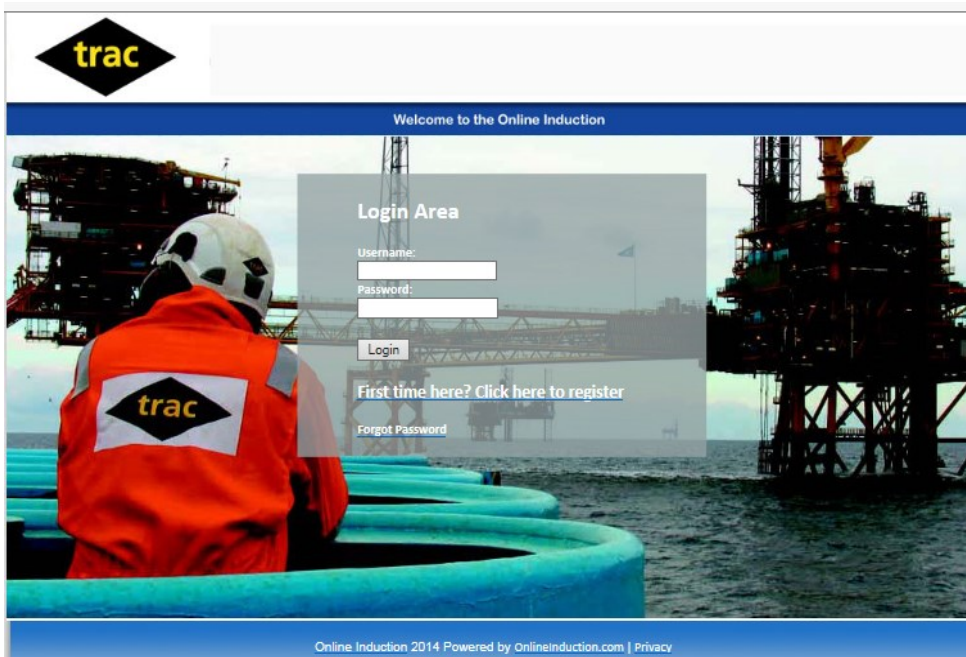 trac
Welcome to the Online Induction
Login Area
Username:
Password:
Login
First time here? Click here to register
Forgot Password
trac
Online Induction 2014 Powered by OnlineInduction.com | Privacy